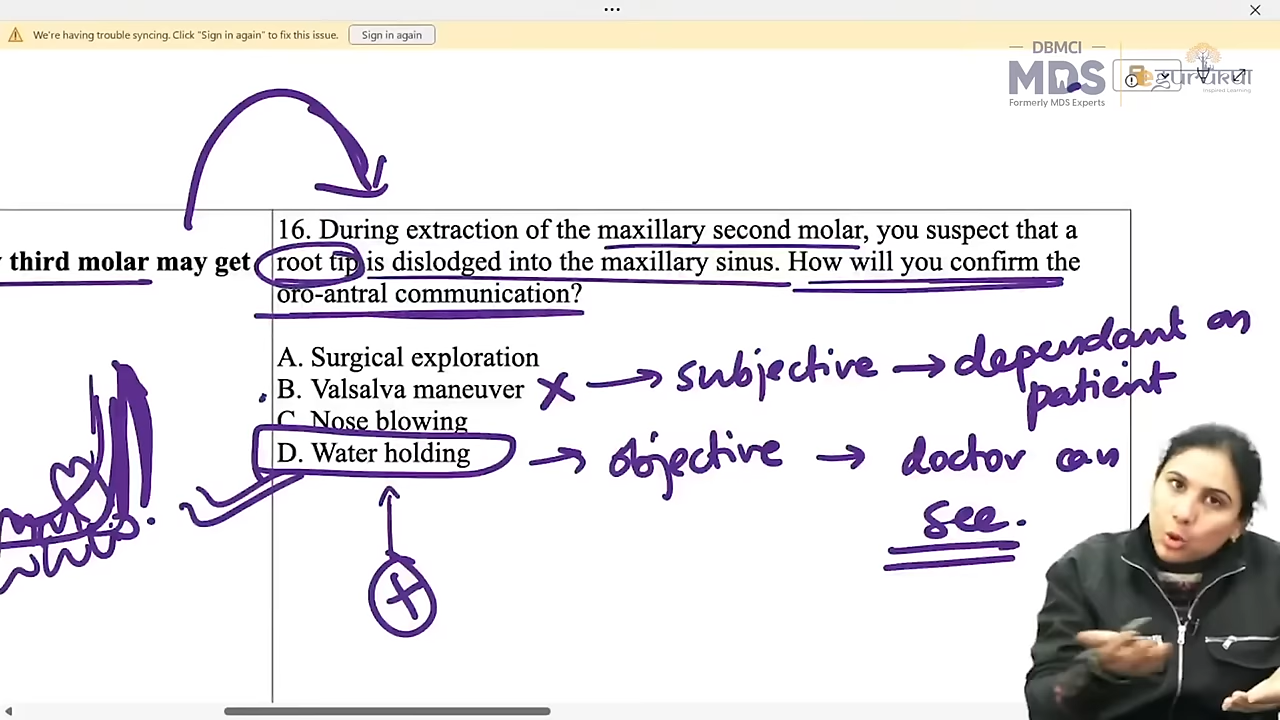 We're having trouble syncing. Click "Sign in again" to fix this issue. Sign in again
DBMCI
MDS
Formerly MDS Experts
eगुरुकुल
Inspired Learning
y third molar may get
16. During extraction of the maxillary second molar, you suspect that a
root tip is dislodged into the maxillary sinus. How will you confirm the
oro-antral communication?
A. Surgical exploration
B. Valsalva maneuver X → subjective → dependant on
patient
C. Nose blowing
D. Water holding → objective → doctor can
see.
+